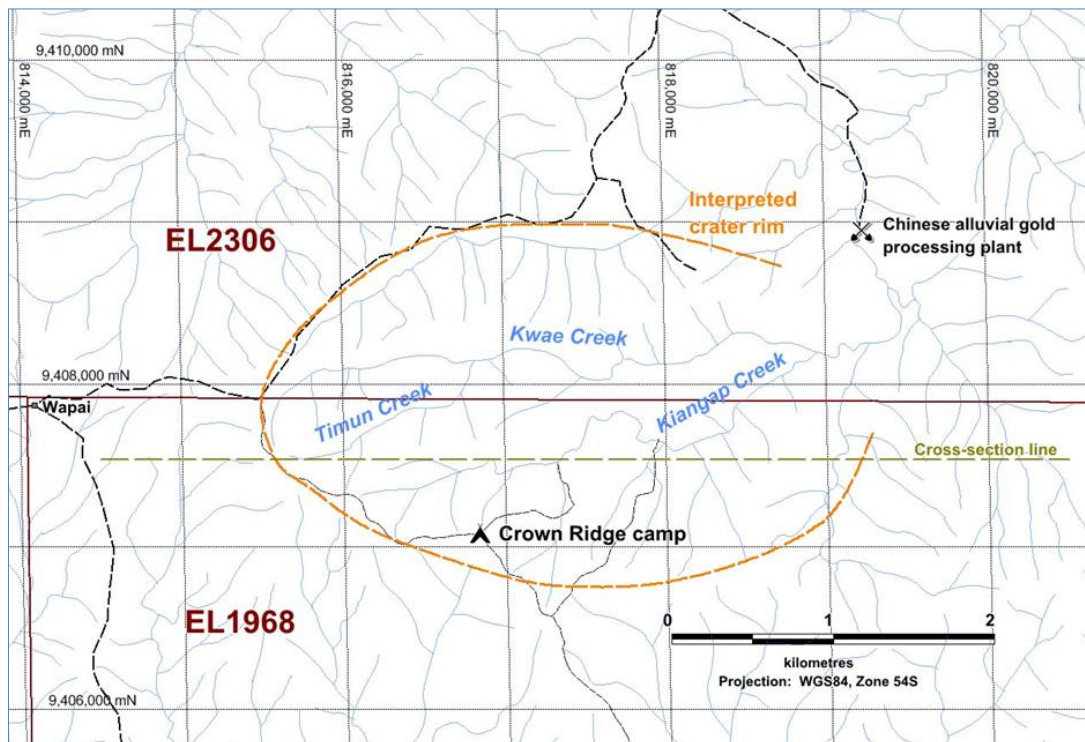 9,410,000 mN
814,000 mE
816,000 mE
818,000 mE
820,000 mE
Interpreted
crater rim
Chinese alluvial gold
processing plant
EL2306
Kwae Creek
9,408,000 mN
Wapai
Timun Creek
Kiangap Creek
Cross-section line
Crown Ridge camp
EL1968
0 1 2
kilometres
Projection: WGS84, Zone 54S
9,406,000 mN